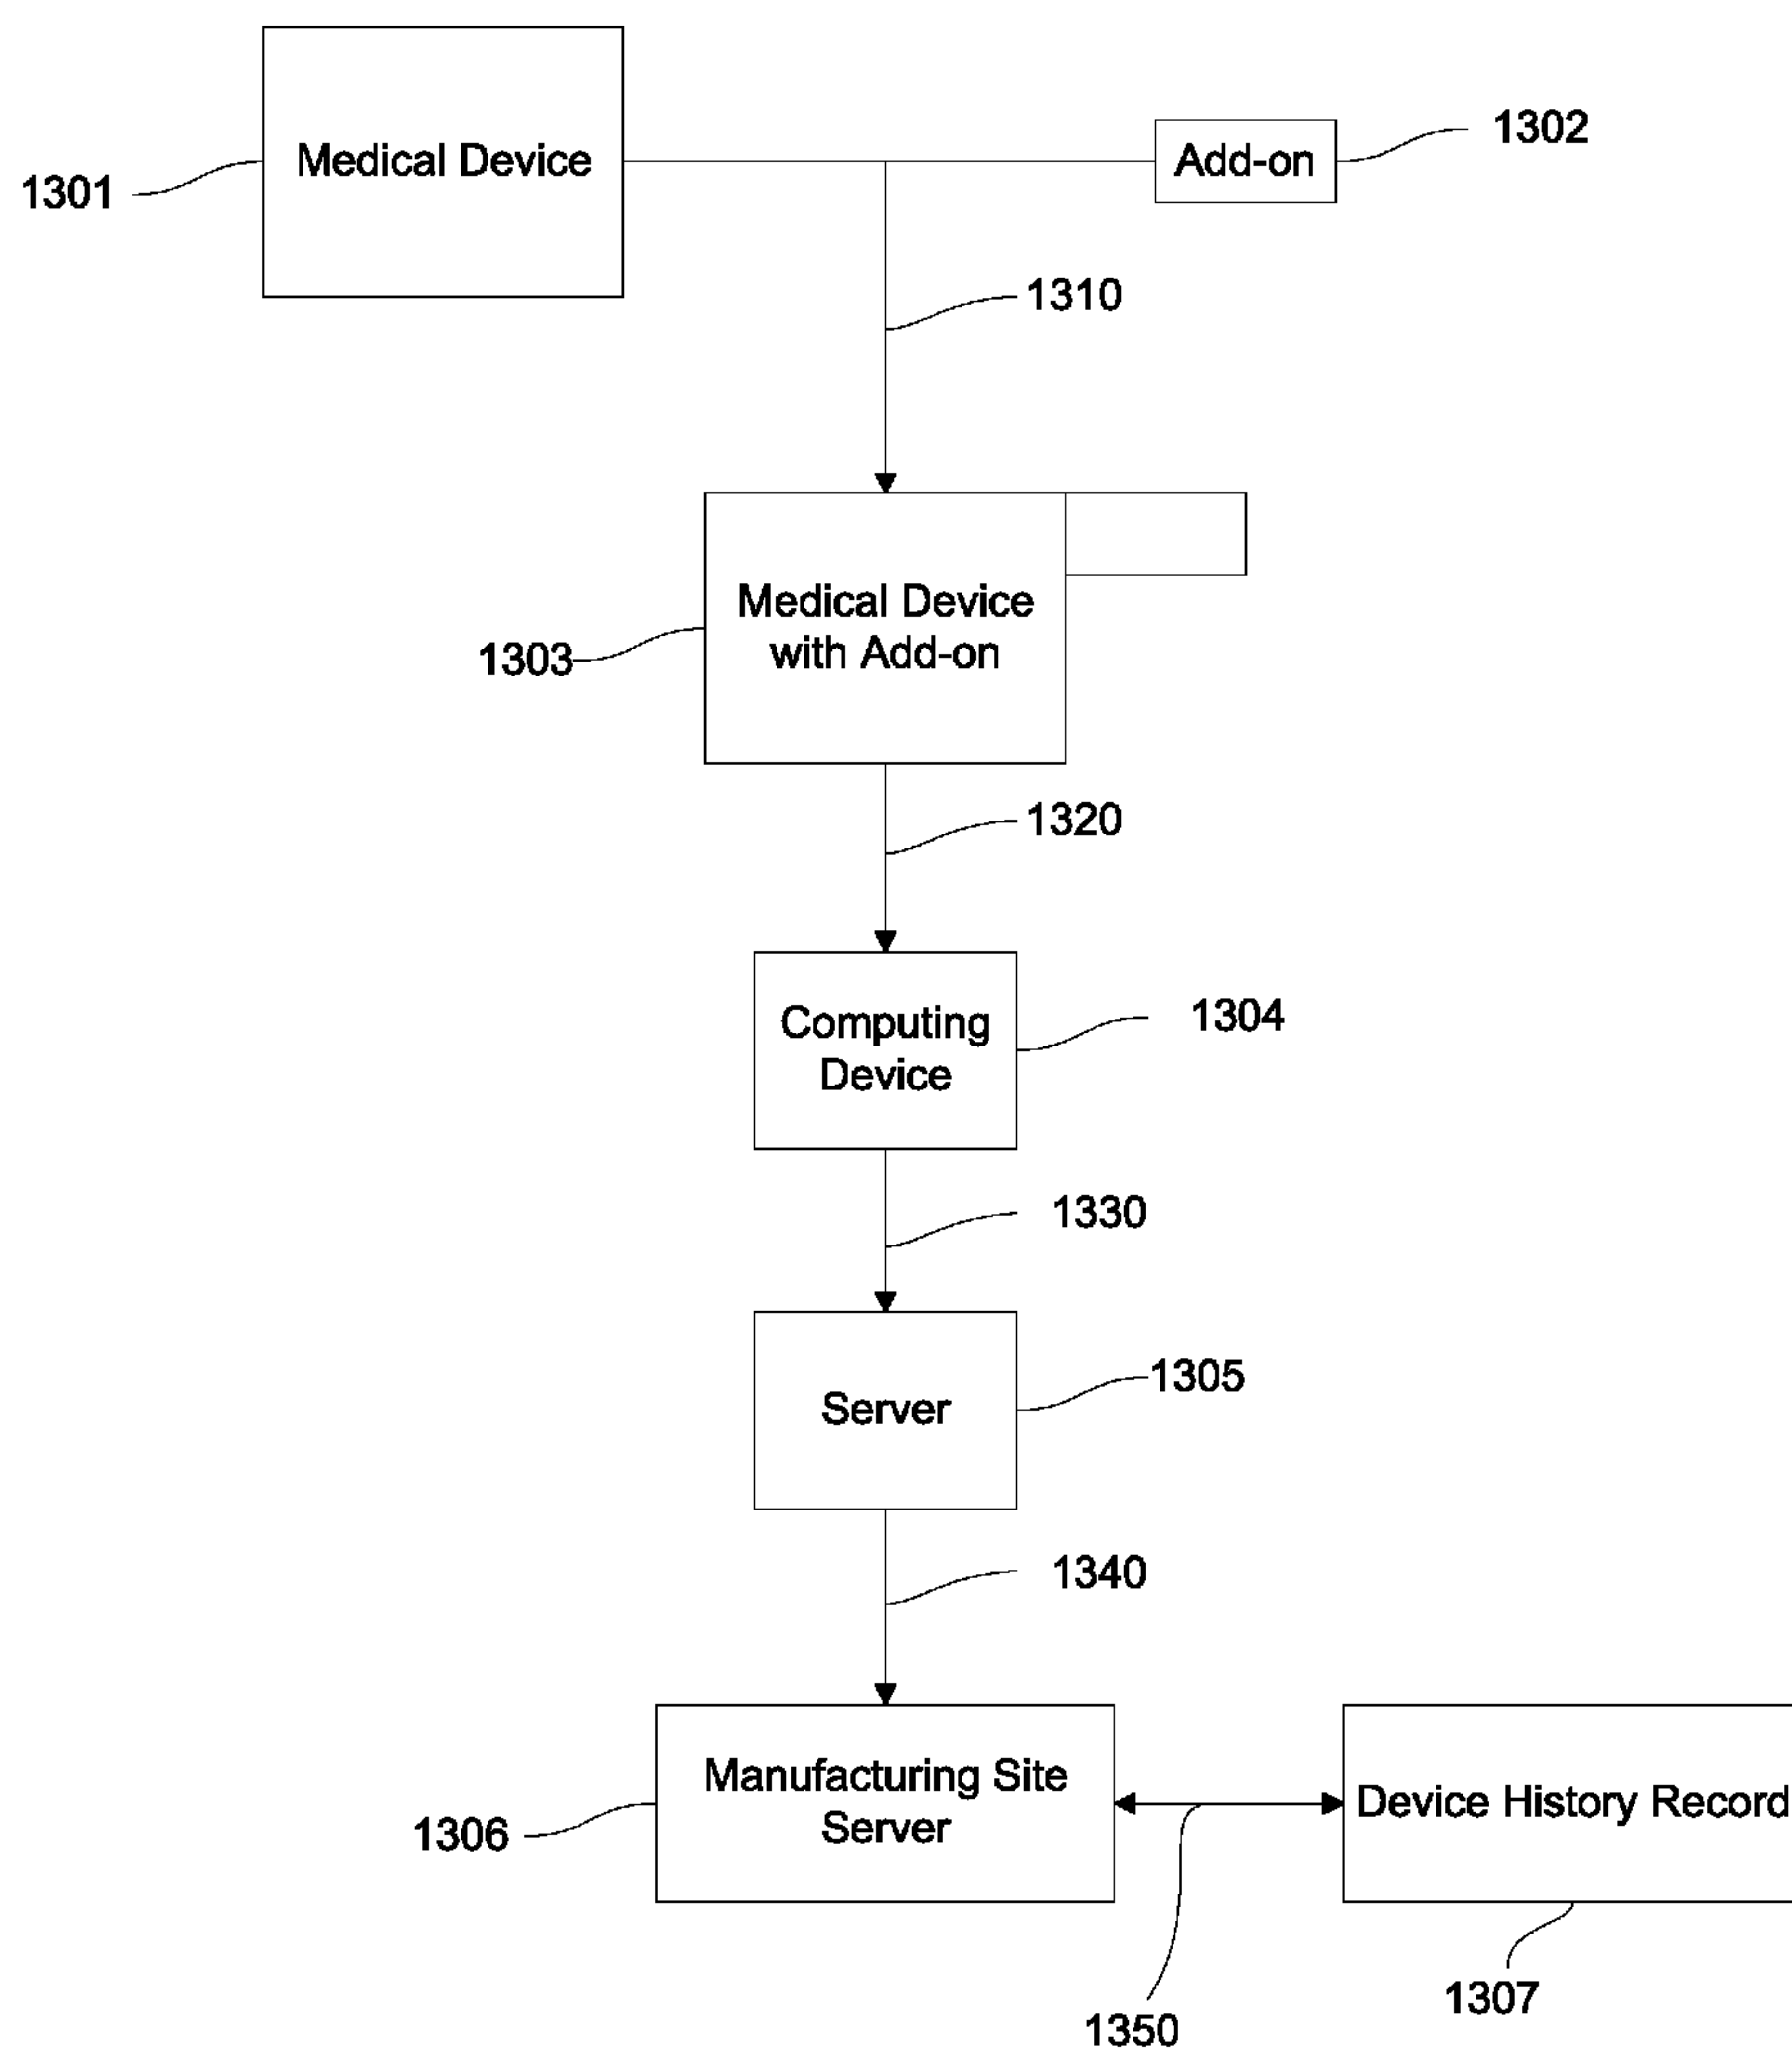 1302
Medical Device
Add-on
1301
1310
Medical Device
with Add-on
1303
1320
Computing
Device
1304
1330
Server
1305
1340
Manufacturing Site
Server
Device History Record
1306
1307
1350